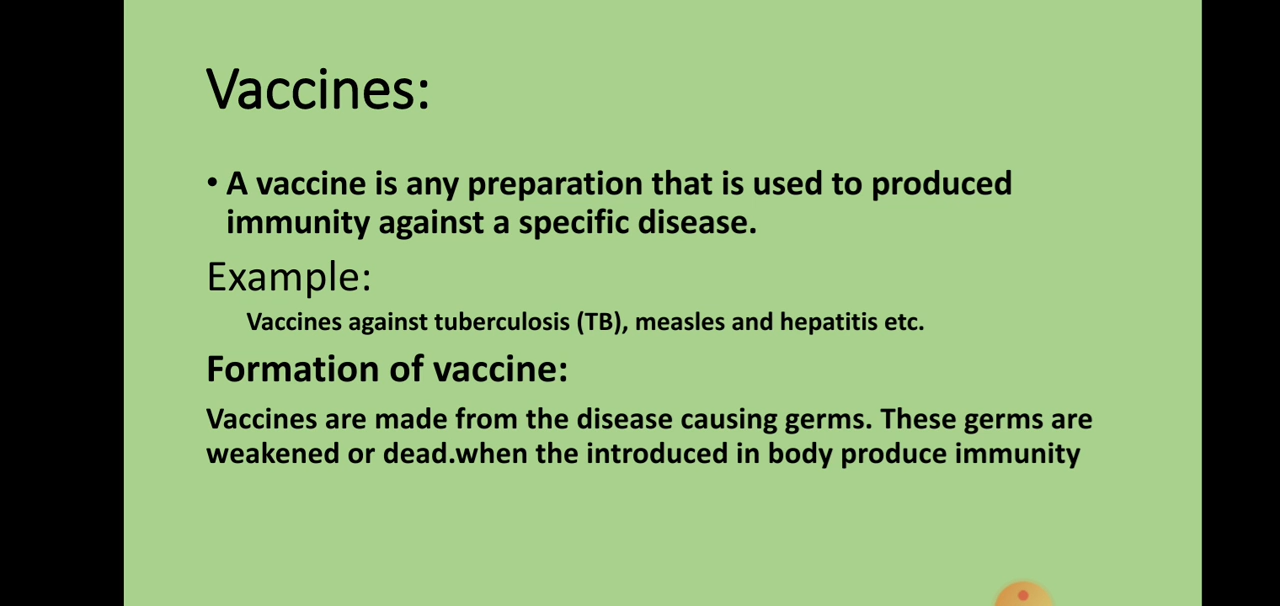 Vaccines:
• A vaccine is any preparation that is used to produced
immunity against a specific disease.
Example:
Vaccines against tuberculosis (TB), measles and hepatitis etc.
Formation of vaccine:
Vaccines are made from the disease causing germs. These germs are
weakened or dead.when the introduced in body produce immunity